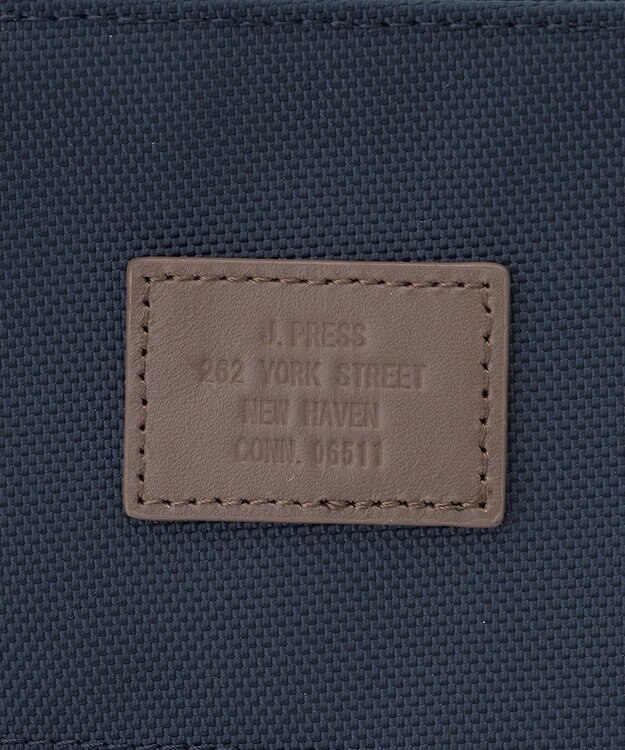 J. PRESS
262 YORK STREET
NEW HAVEN
CONN. 06511